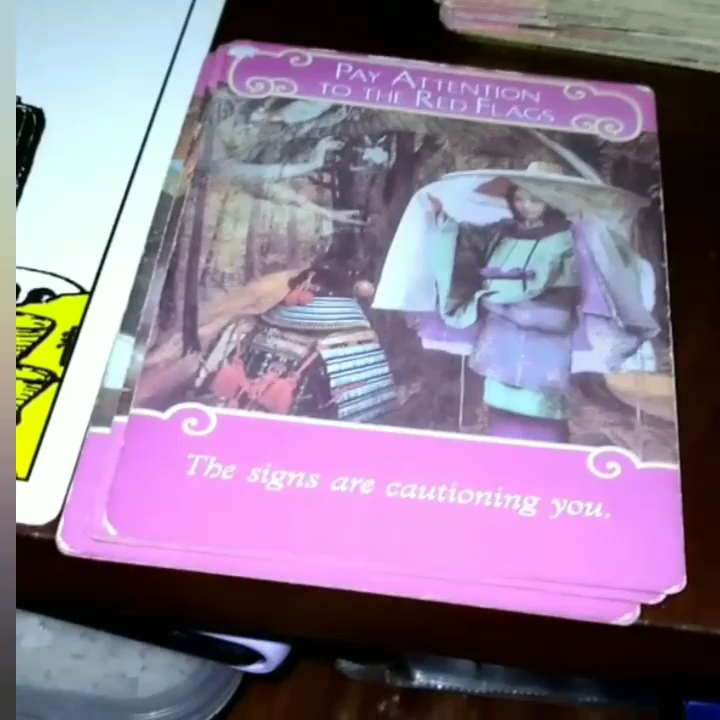 PAY ATTENTION
TO THE RED FLAGS
The signs are cautioning you.